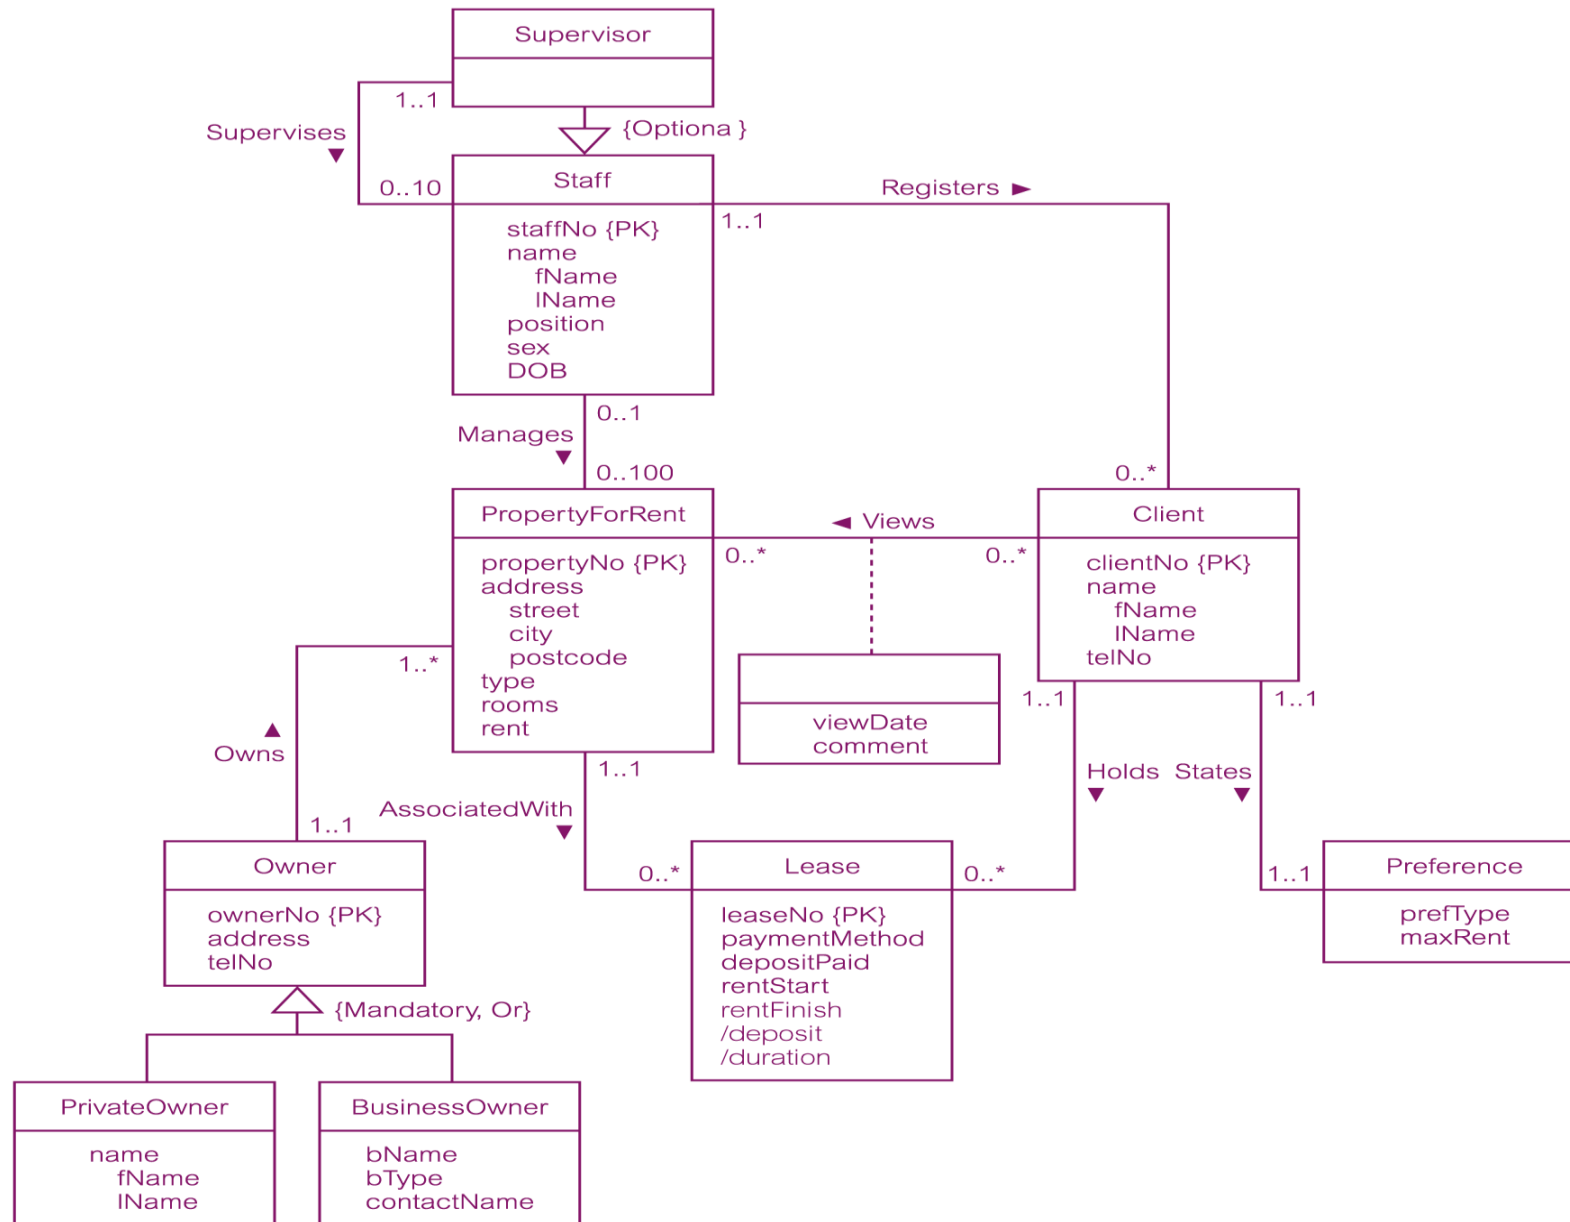 Supervisor
1..1
Supervises
▼
{Optiona }
0..10
Staff
Registers ►
1..1
staffNo {PK}
name
fName
lName
position
sex
DOB
0..1
Manages
▼
0..100
0..*
PropertyForRent
◄ Views
Client
0..*
0..*
propertyNo {PK}
address
street
city
postcode
type
rooms
rent
clientNo {PK}
name
fName
lName
telNo
1..*
viewDate
comment
1..1
1..1
▲
Owns
1..1
AssociatedWith
▼
Holds
▼
States
▼
1..1
Owner
0..*
Lease
0..*
1..1
Preference
ownerNo {PK}
address
telNo
leaseNo {PK}
paymentMethod
depositPaid
rentStart
rentFinish
/deposit
/duration
prefType
maxRent
{Mandatory, Or}
PrivateOwner
BusinessOwner
name
fName
lName
bName
bType
contactName